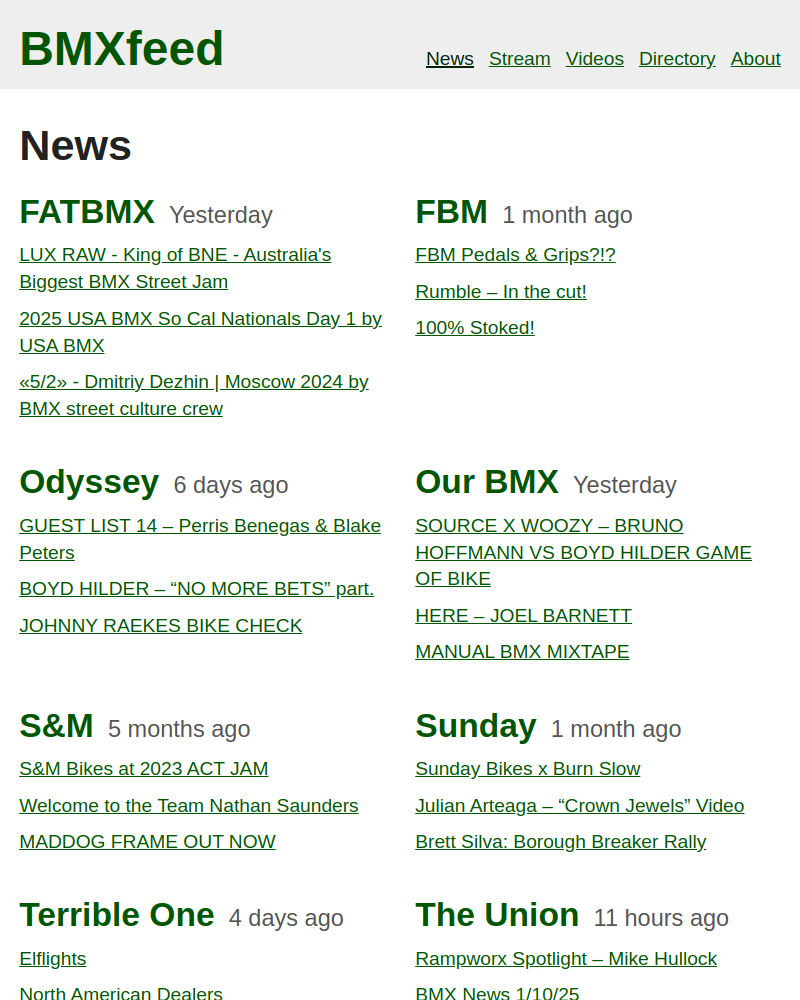 BMXfeed
News Stream Videos Directory About
News
FATBMX Yesterday
LUX RAW - King of BNE - Australia's
Biggest BMX Street Jam
2025 USA BMX So Cal Nationals Day 1 by
USA BMX
«5/2» - Dmitriy Dezhin | Moscow 2024 by
BMX street culture crew
FBM 1 month ago
FBM Pedals & Grips?!?
Rumble – In the cut!
100% Stoked!
Odyssey 6 days ago
GUEST LIST 14 – Perris Benegas & Blake
Peters
BOYD HILDER – “NO MORE BETS” part.
JOHNNY RAEKES BIKE CHECK
Our BMX Yesterday
SOURCE X WOOZY – BRUNO
HOFFMANN VS BOYD HILDER GAME
OF BIKE
HERE – JOEL BARNETT
MANUAL BMX MIXTAPE
S&M 5 months ago
S&M Bikes at 2023 ACT JAM
Welcome to the Team Nathan Saunders
MADDOG FRAME OUT NOW
Sunday 1 month ago
Sunday Bikes x Burn Slow
Julian Arteaga – “Crown Jewels” Video
Brett Silva: Borough Breaker Rally
Terrible One 4 days ago
Elflights
North American Dealers
The Union 11 hours ago
Rampworx Spotlight – Mike Hullock
BMX News 1/10/25